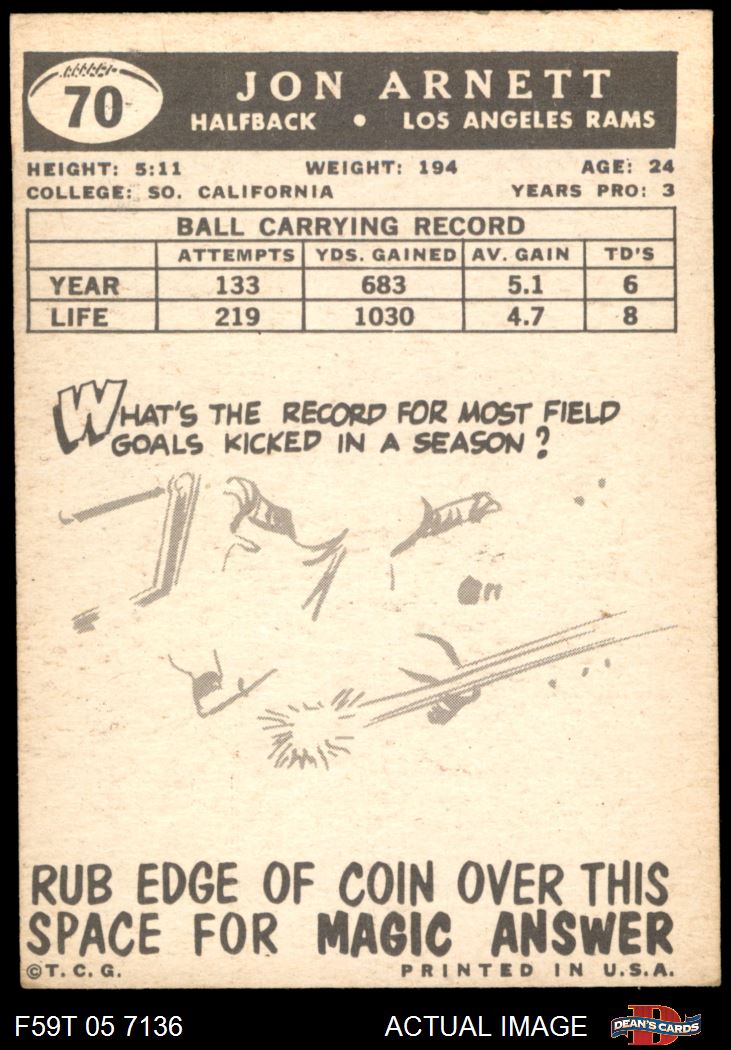 70
JON ARNETT
HALFBACK • LOS ANGELES RAMS
HEIGHT: 5:11 WEIGHT: 194 AGE: 24
COLLEGE: SO. CALIFORNIA YEARS PRO: 3
BALL CARRYING RECORD
ATTEMPTS YDS. GAINED AV. GAIN TD'S
YEAR 133 683 5.1 6
LIFE 219 1030 4.7 8
WHAT'S THE RECORD FOR MOST FIELD
GOALS KICKED IN A SEASON?
RUB EDGE OF COIN OVER THIS
SPACE FOR MAGIC ANSWER
©T.C.G. PRINTED IN U.S.A.
F59T 05 7136 ACTUAL IMAGE D DEAN'S CARDS